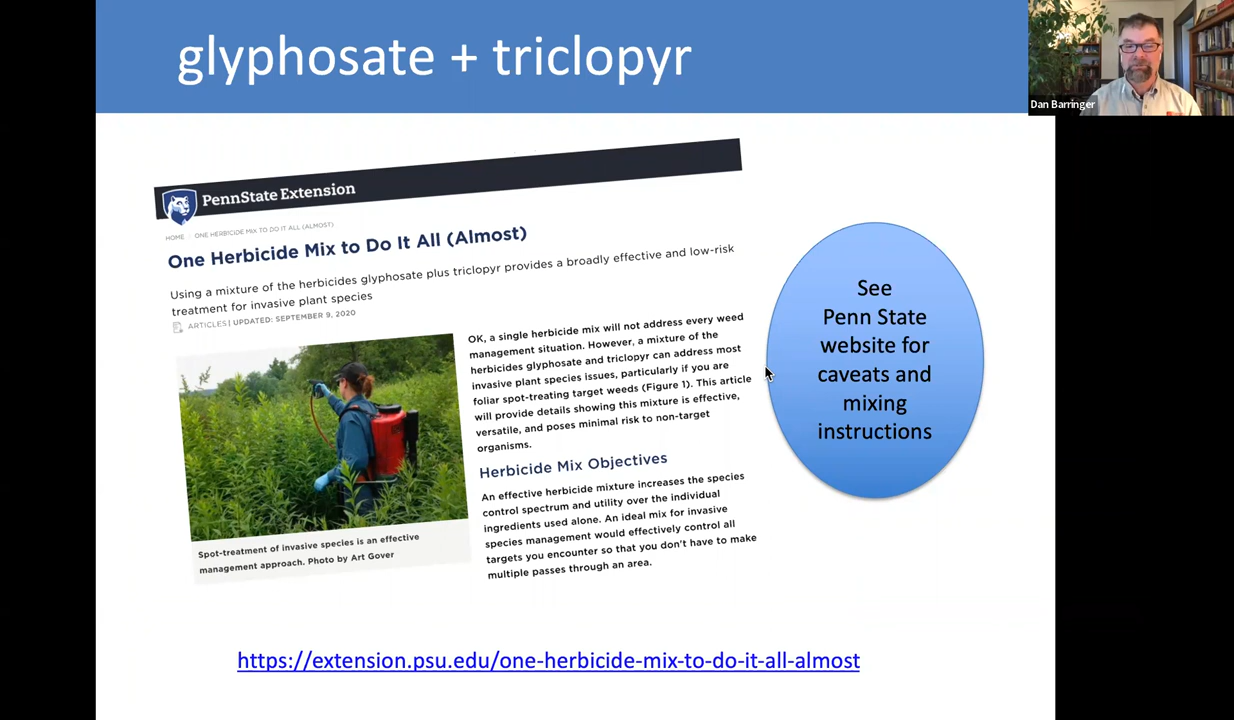 glyphosate + triclopyr
Dan Barringer
PennState Extension
HOME
ONE HERBICIDE MIX TO DO IT ALL (ALMOST)
One Herbicide Mix to Do It All (Almost)
Using a mixture of the herbicides glyphosate plus triclopyr provides a broadly effective and low-risk
treatment for invasive plant species
ARTICLES | UPDATED: SEPTEMBER 9, 2020
OK, a single herbicide mix will not address every weed
management situation. However, a mixture of the
herbicides glyphosate and triclopyr can address most
invasive plant species issues, particularly if you are
foliar spot-treating target weeds (Figure 1). This article
will provide details showing this mixture is effective,
versatile, and poses minimal risk to non-target
organisms.
Herbicide Mix Objectives
An effective herbicide mixture increases the species
control spectrum and utility over the individual
ingredients used alone. An ideal mix for invasive
species management would effectively control all
targets you encounter so that you don't have to make
multiple passes through an area.
Spot-treatment of invasive species is an effective
management approach. Photo by Art Gover
See
Penn State
website for
caveats and
mixing
instructions
https://extension.psu.edu/one-herbicide-mix-to-do-it-all-almost